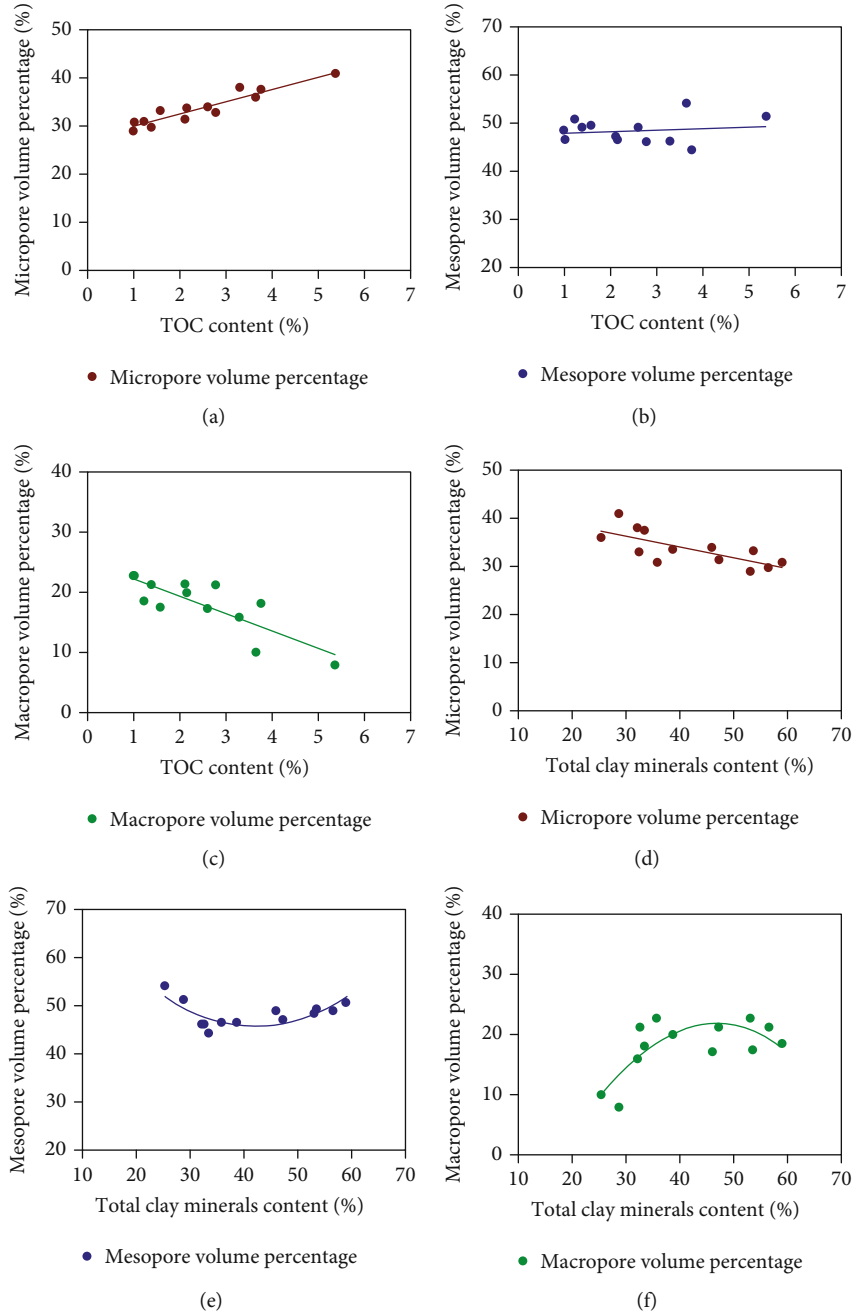 Micropore volume percentage (%)
50
40
30
20
10
0
0 1 2 3 4 5 6 7
TOC content (%)
Micropore volume percentage
(a)
Mesopore volume percentage (%)
70
60
50
40
30
20
0 1 2 3 4 5 6 7
TOC content (%)
Mesopore volume percentage
(b)
Macropore volume percentage (%)
40
30
20
10
0
0 1 2 3 4 5 6 7
TOC content (%)
Macropore volume percentage
(c)
Micropore volume percentage (%)
50
40
30
20
10
0
10 20 30 40 50 60 70
Total clay minerals content (%)
Micropore volume percentage
(d)
Mesopore volume percentage (%)
70
60
50
40
30
20
10 20 30 40 50 60 70
Total clay minerals content (%)
Mesopore volume percentage
(e)
Macropore volume percentage (%)
40
30
20
10
0
10 20 30 40 50 60 70
Total clay minerals content (%)
Macropore volume percentage
(f)